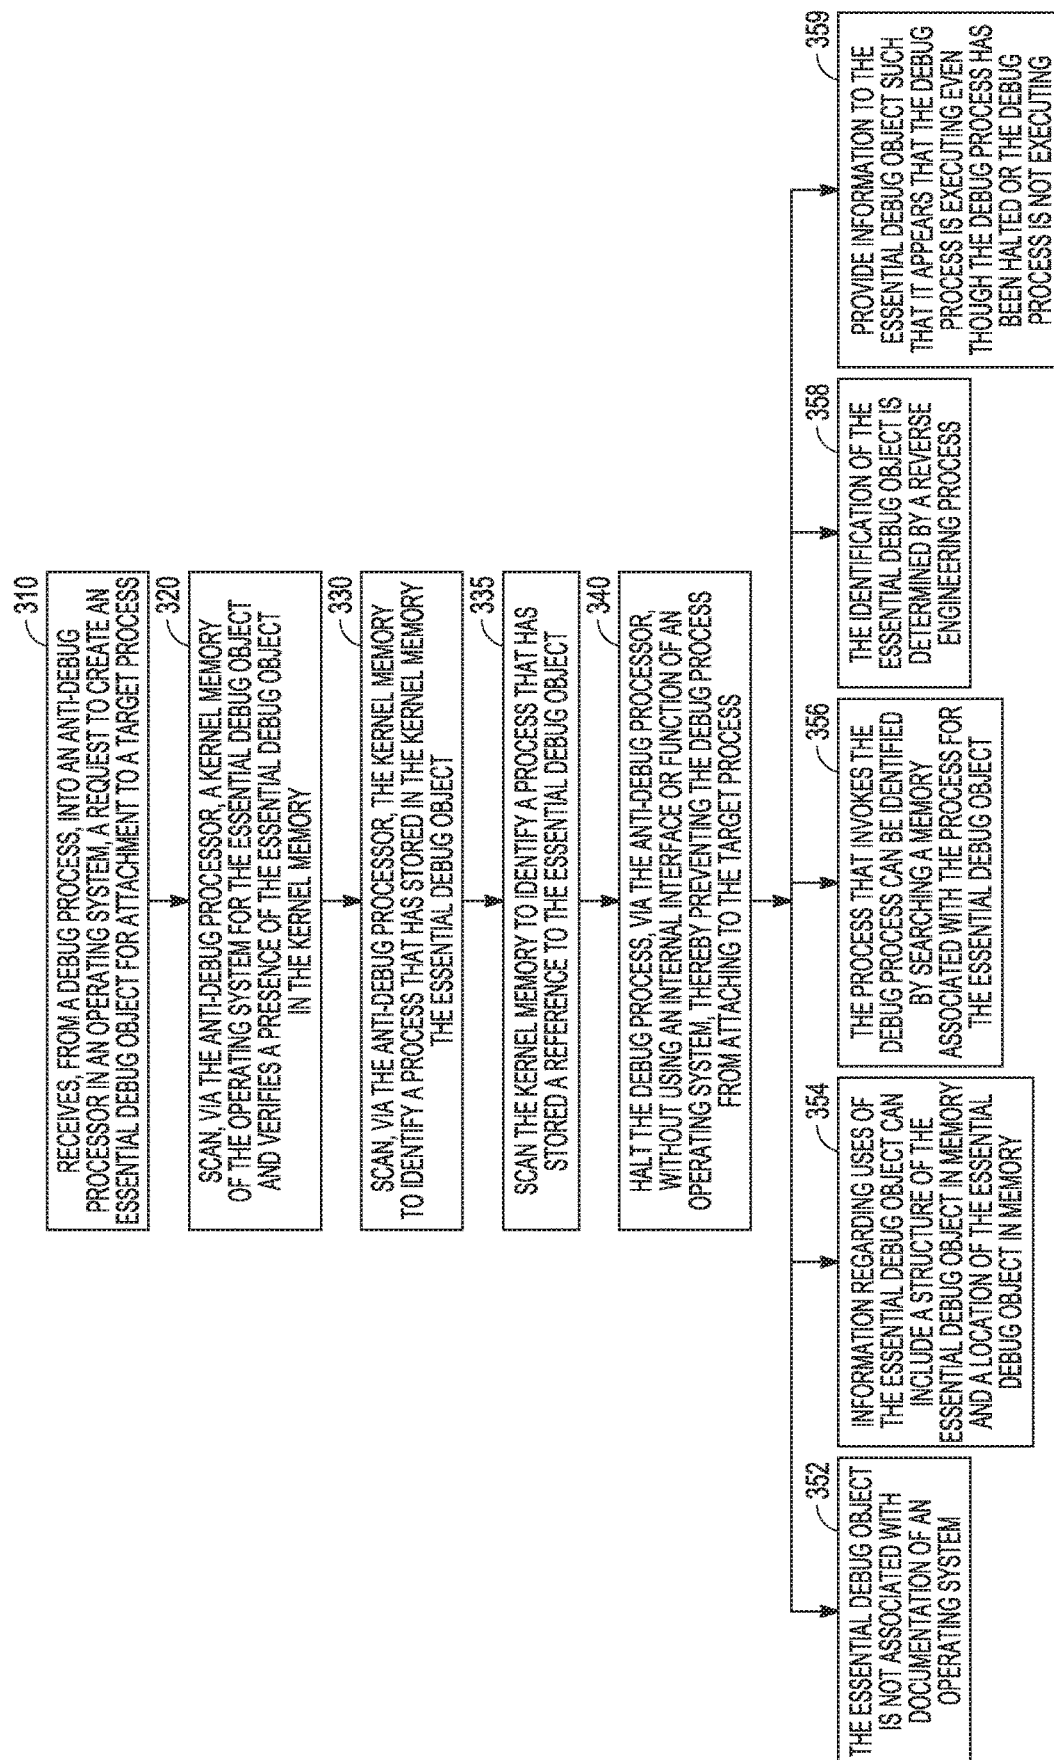 310
RECEIVES, FROM A DEBUG PROCESS, INTO AN ANTI-DEBUG
PROCESSOR IN AN OPERATING SYSTEM, A REQUEST TO CREATE AN
ESSENTIAL DEBUG OBJECT FOR ATTACHMENT TO A TARGET PROCESS
320
SCAN, VIA THE ANTI-DEBUG PROCESSOR, A KERNEL MEMORY
OF THE OPERATING SYSTEM FOR THE ESSENTIAL DEBUG OBJECT
AND VERIFIES A PRESENCE OF THE ESSENTIAL DEBUG OBJECT
IN THE KERNEL MEMORY
330
SCAN, VIA THE ANTI-DEBUG PROCESSOR, THE KERNEL MEMORY
TO IDENTIFY A PROCESS THAT HAS STORED IN THE KERNEL MEMORY
THE ESSENTIAL DEBUG OBJECT
335
SCAN THE KERNEL MEMORY TO IDENTIFY A PROCESS THAT HAS
STORED A REFERENCE TO THE ESSENTIAL DEBUG OBJECT
340
HALT THE DEBUG PROCESS, VIA THE ANTI-DEBUG PROCESSOR,
WITHOUT USING AN INTERNAL INTERFACE OR FUNCTION OF AN
OPERATING SYSTEM, THEREBY PREVENTING THE DEBUG PROCESS
FROM ATTACHING TO THE TARGET PROCESS
352
THE ESSENTIAL DEBUG OBJECT
IS NOT ASSOCIATED WITH
DOCUMENTATION OF AN
OPERATING SYSTEM
354
INFORMATION REGARDING USES OF
THE ESSENTIAL DEBUG OBJECT CAN
INCLUDE A STRUCTURE OF THE
ESSENTIAL DEBUG OBJECT IN MEMORY
AND A LOCATION OF THE ESSENTIAL
DEBUG OBJECT IN MEMORY
356
THE PROCESS THAT INVOKES THE
DEBUG PROCESS CAN BE IDENTIFIED
BY SEARCHING A MEMORY
ASSOCIATED WITH THE PROCESS FOR
THE ESSENTIAL DEBUG OBJECT
358
THE IDENTIFICATION OF THE
ESSENTIAL DEBUG OBJECT IS
DETERMINED BY A REVERSE
ENGINEERING PROCESS
359
PROVIDE INFORMATION TO THE
ESSENTIAL DEBUG OBJECT SUCH
THAT IT APPEARS THAT THE DEBUG
PROCESS IS EXECUTING EVEN
THOUGH THE DEBUG PROCESS HAS
BEEN HALTED OR THE DEBUG
PROCESS IS NOT EXECUTING